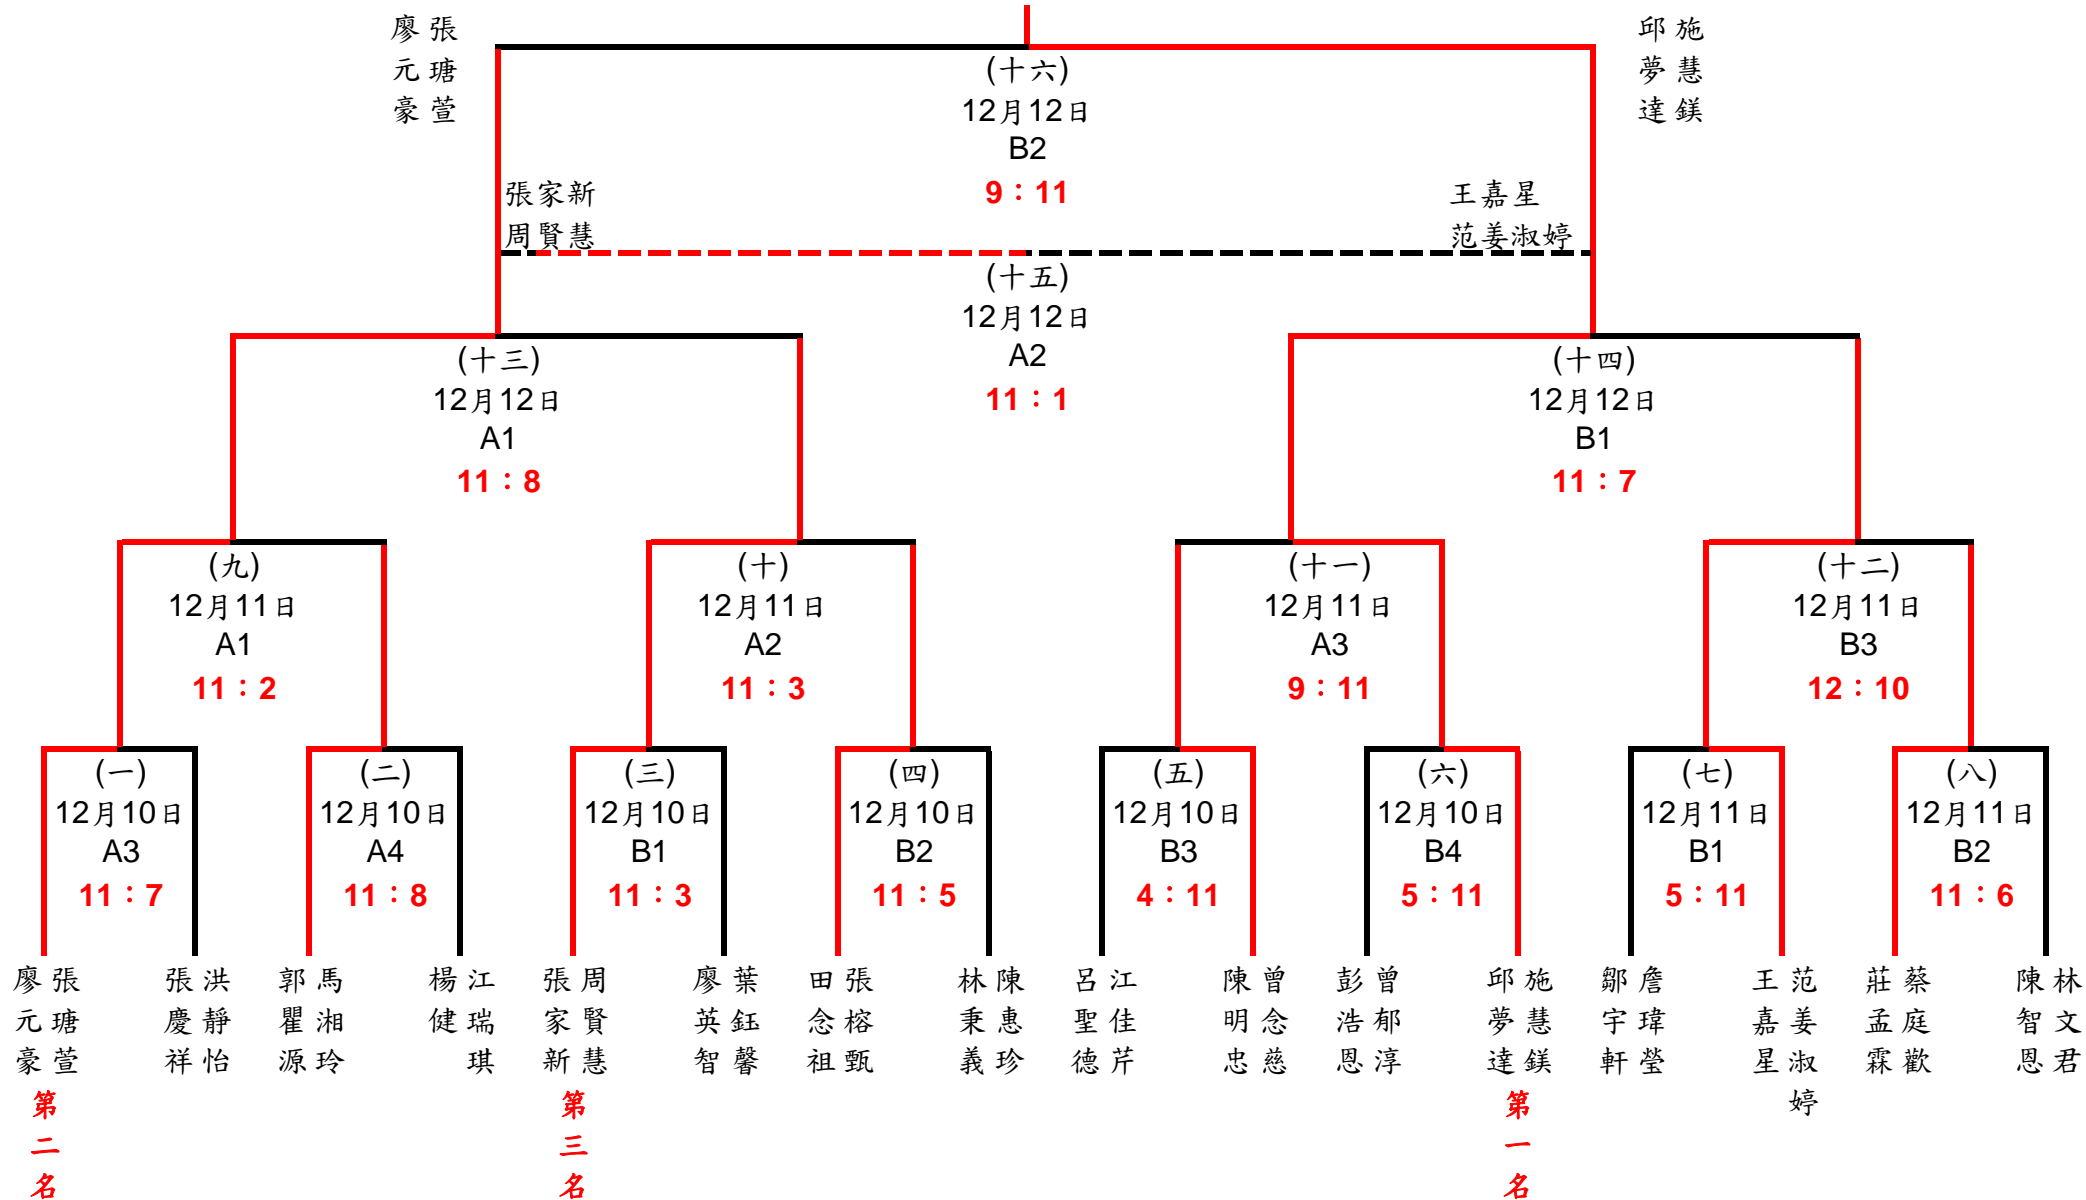 廖元豪
張瑭萱
邱夢達
施慧鎂
(十六)
12月12日
B2
9：11
張家新
周賢慧
王嘉星
范姜淑婷
(十五)
12月12日
A2
11：1
(十三)
12月12日
A1
11：8
(十四)
12月12日
B1
11：7
(九)
12月11日
A1
11：2
(十)
12月11日
A2
11：3
(十一)
12月11日
A3
9：11
(十二)
12月11日
B3
12：10
(一)
12月10日
A3
11：7
(二)
12月10日
A4
11：8
(三)
12月10日
B1
11：3
(四)
12月10日
B2
11：5
(五)
12月10日
B3
4：11
(六)
12月10日
B4
5：11
(七)
12月11日
B1
5：11
(八)
12月11日
B2
11：6
廖元豪
張瑭萱
張慶祥
洪靜怡
郭瞿源
馬湘玲
楊健
江瑞琪
張家新
周賢慧
廖英智
葉鈺馨
田念祖
張榕甄
林秉義
陳惠珍
呂聖德
江佳芹
陳明忠
曾念慈
彭浩恩
曾郁淳
邱夢達
施慧鎂
鄒宇軒
詹瑋瑩
王嘉星
范姜淑婷
莊孟霖
蔡庭歡
陳智恩
林文君
第二名
第三名
第一名